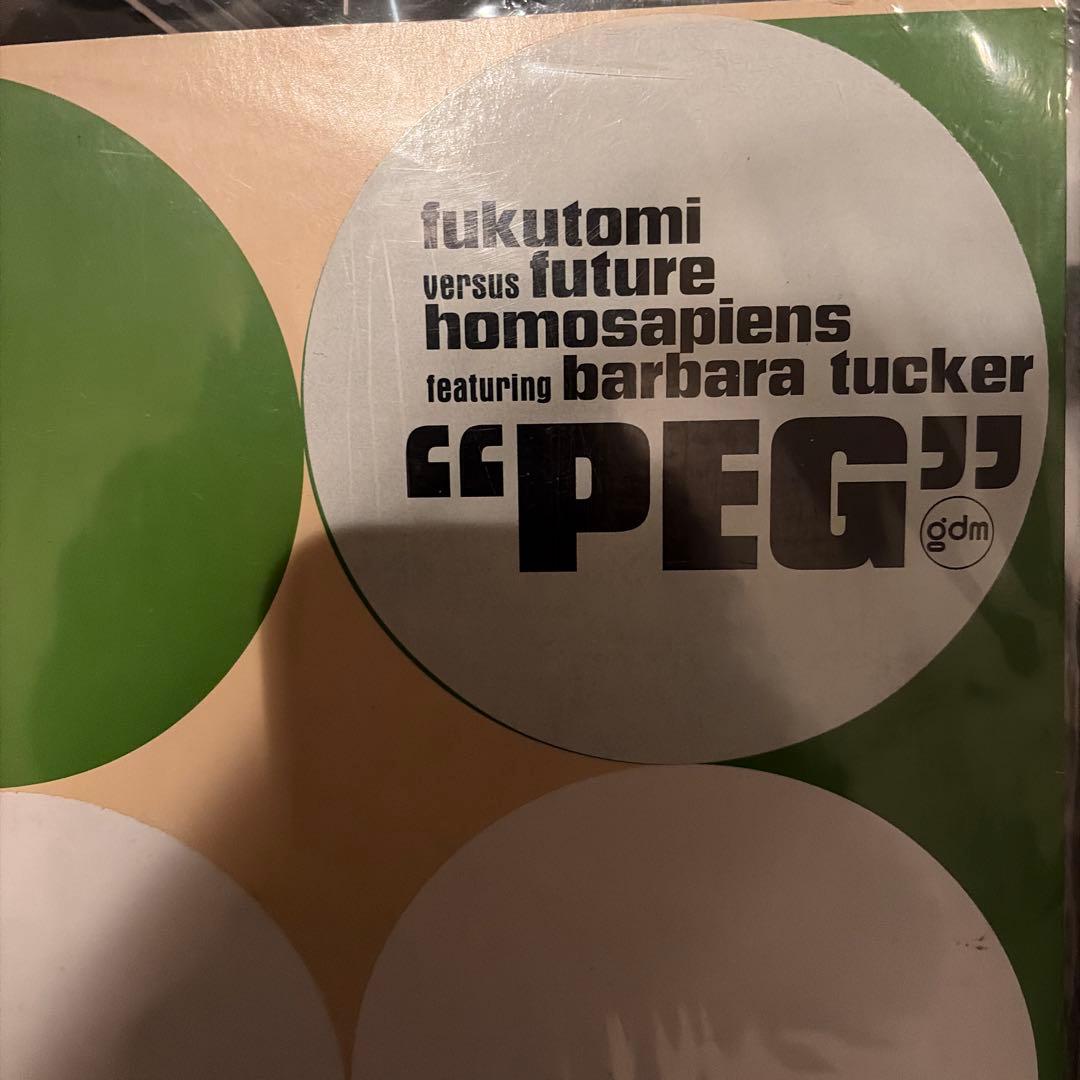 fukutomi
versus future
homosapiens
featuring barbara tucker
“PEG”
gdm